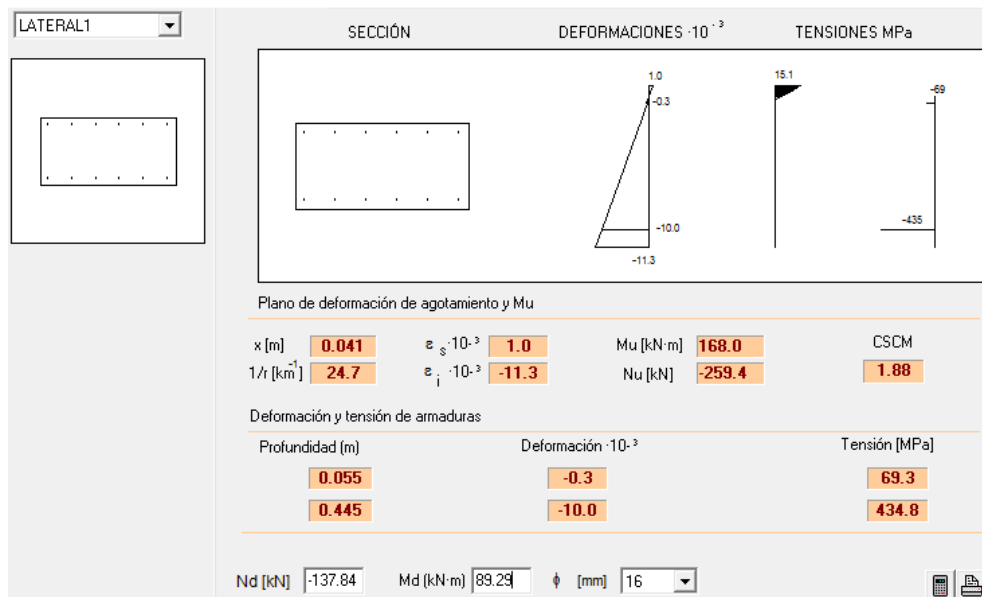 LATERAL1
SECCIÓN DEFORMACIONES ·10⁻³ TENSIONES MPa
1.0
-0.3
-10.0
-11.3
15.1
-69
-435
Plano de deformación de agotamiento y Mu
x [m] 0.041 ε s ·10-³ 1.0 Mu [kN·m] 168.0 CSCM
1/r [km⁻¹] 24.7 ε i ·10-³ -11.3 Nu [kN] -259.4 1.88
Deformación y tensión de armaduras
Profundidad (m) Deformación ·10-³ Tensión [MPa]
0.055 -0.3 69.3
0.445 -10.0 434.8
Nd [kN] -137.84 Md (kN·m) 89.29 ϕ [mm] 16